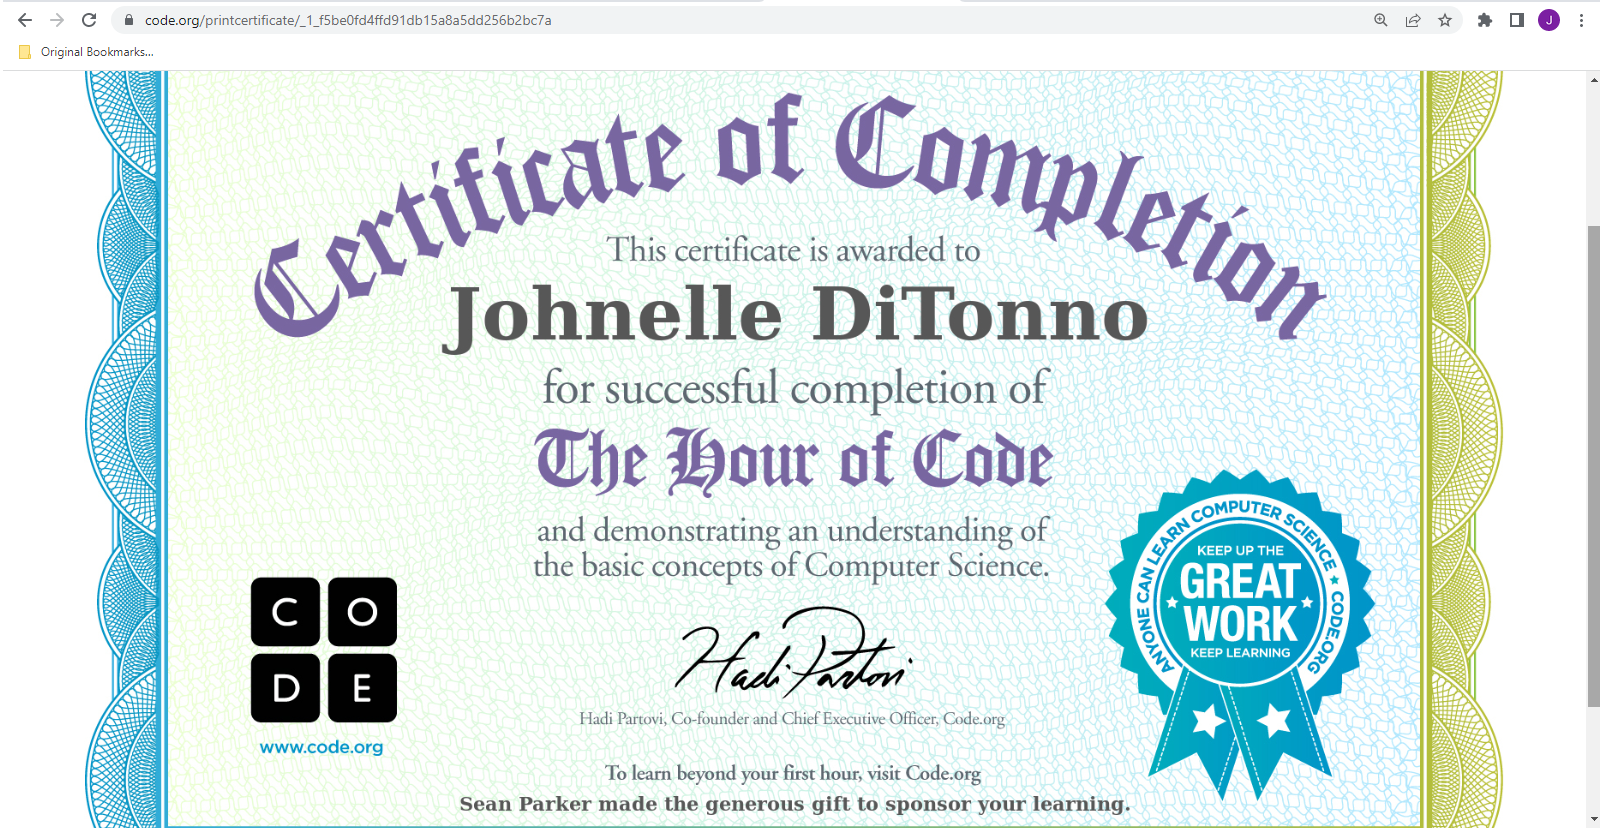 code.org/printcertificate/_1_f5be0fd4ffd91db15a8a5dd256b2bc7a
J
Original Bookmarks...
Certificate of Completion
This certificate is awarded to
Johnelle DiTonno
for successful completion of
The Hour of Code
and demonstrating an understanding of
the basic concepts of Computer Science.
C O
D E
www.code.org
Hadi Partovi
Hadi Partovi, Co-founder and Chief Executive Officer, Code.org
ANYONE CAN LEARN COMPUTER SCIENCE ★ CODE.ORG
KEEP UP THE
GREAT
WORK
KEEP LEARNING
To learn beyond your first hour, visit Code.org
Sean Parker made the generous gift to sponsor your learning.